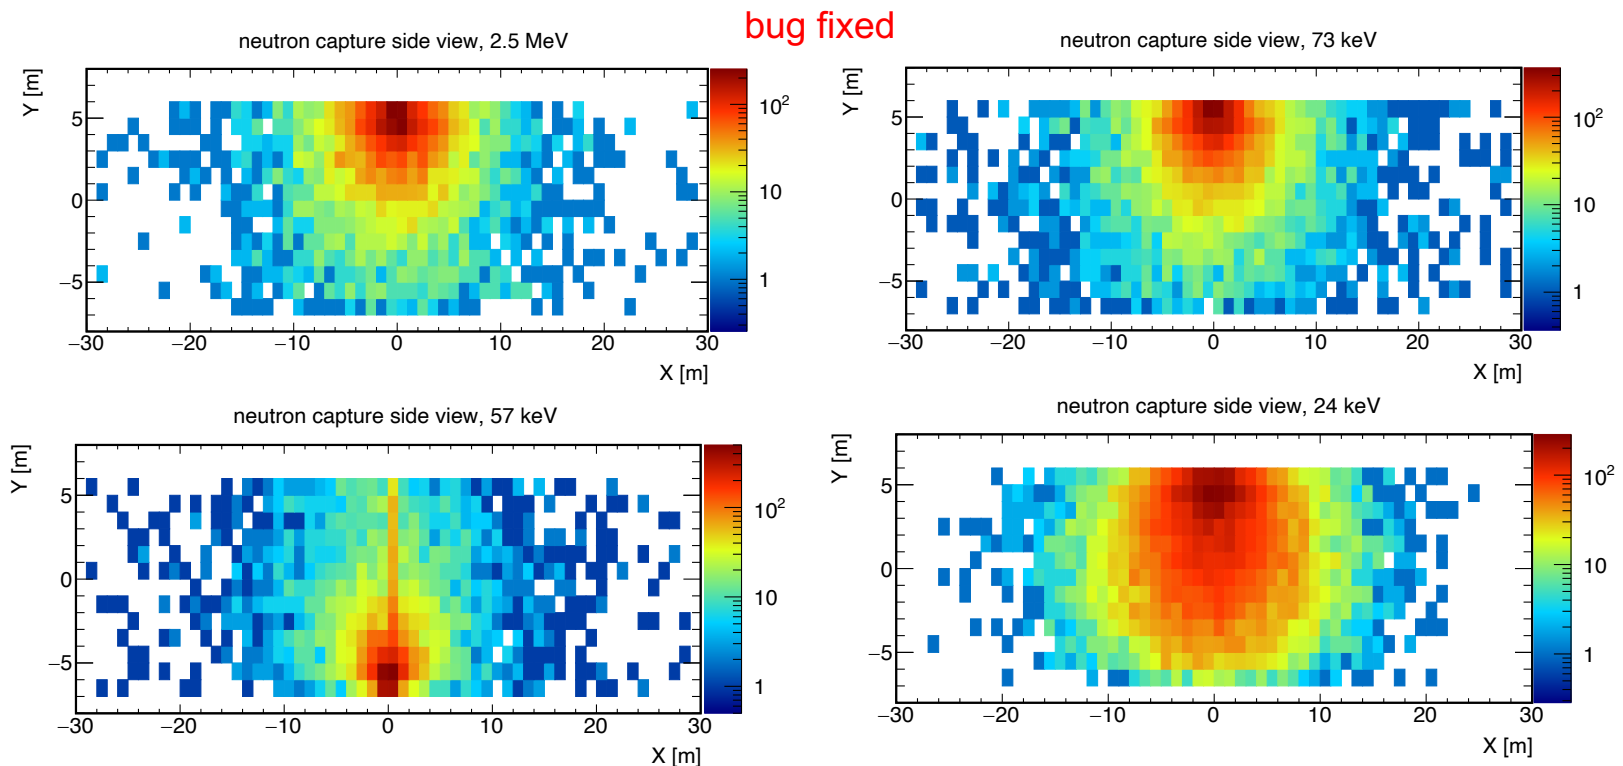 bug fixed
neutron capture side view, 2.5 MeV
Y [m]
5
0
−5
−30 −20 −10 0 10 20 30
X [m]
10²
10
1
neutron capture side view, 73 keV
Y [m]
5
0
−5
−30 −20 −10 0 10 20 30
X [m]
10²
10
1
neutron capture side view, 57 keV
Y [m]
5
0
−5
−30 −20 −10 0 10 20 30
X [m]
10²
10
1
neutron capture side view, 24 keV
Y [m]
5
0
−5
−30 −20 −10 0 10 20 30
X [m]
10²
10
1